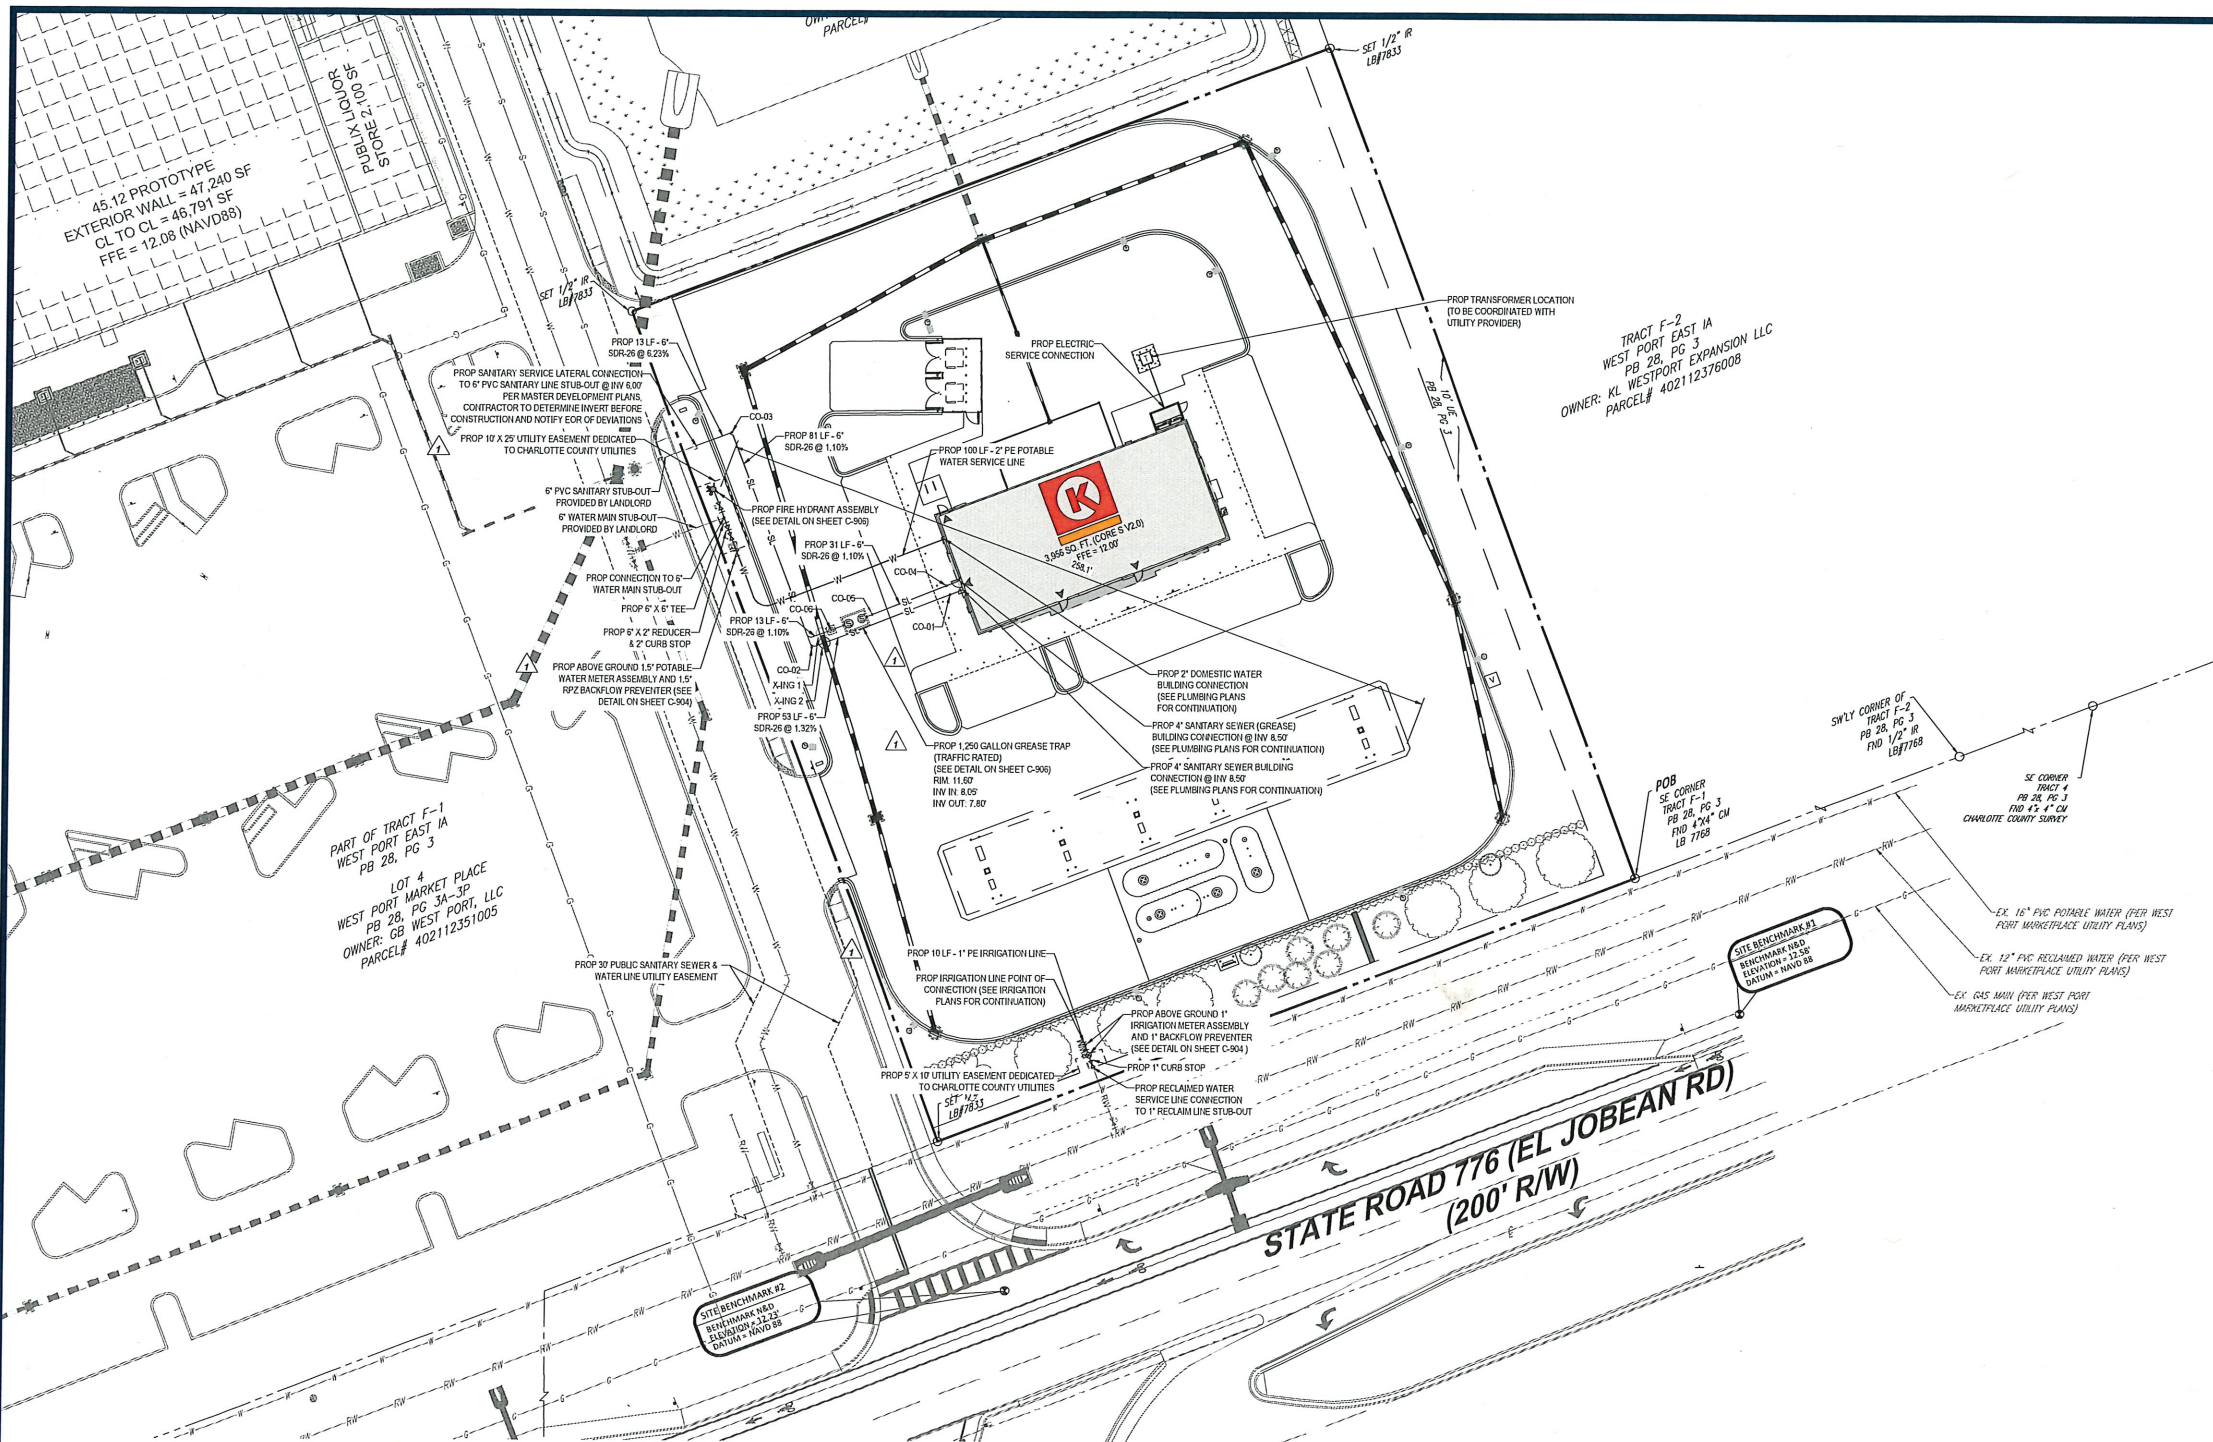 OWN
PARCEL#
SET 1/2" IR
LB#7833
PUBLIX LIQUOR
STORE 2,100 SF
45.12 PROTOTYPE
EXTERIOR WALL = 47,240 SF
CL TO CL = 46,791 SF
FFE = 12.08 (NAVD88)
SET 1/2" IR
LB#7833
PROP TRANSFORMER LOCATION
(TO BE COORDINATED WITH
UTILITY PROVIDER)
TRACT F-2
WEST PORT EAST IA
PB 28, PG 3
OWNER: KL WESTPORT EXPANSION LLC
PARCEL# 402112376008
PROP ELECTRIC
SERVICE CONNECTION
10' UE
PB 28, PG 3
PROP 13 LF - 6"
SDR-26 @ 6.23%
PROP SANITARY SERVICE LATERAL CONNECTION
TO 6" PVC SANITARY LINE STUB-OUT @ INV 6.00'
PER MASTER DEVELOPMENT PLANS,
CONTRACTOR TO DETERMINE INVERT BEFORE
CONSTRUCTION AND NOTIFY EOR OF DEVIATIONS
CO-03
PROP 81 LF - 6"
SDR-26 @ 1.10%
PROP 10' X 25' UTILITY EASEMENT DEDICATED
TO CHARLOTTE COUNTY UTILITIES
PROP 100 LF - 2" PE POTABLE
WATER SERVICE LINE
6" PVC SANITARY STUB-OUT
PROVIDED BY LANDLORD
PROP FIRE HYDRANT ASSEMBLY
(SEE DETAIL ON SHEET C-906)
6" WATER MAIN STUB-OUT
PROVIDED BY LANDLORD
K
3,956 SQ. FT. (CORE S V2.0)
FFE = 12.00'
258.1'
PROP 31 LF - 6"
SDR-26 @ 1.10%
CO-04
PROP CONNECTION TO 6"
WATER MAIN STUB-OUT
CO-05
PROP 6" X 6" TEE
CO-06
PROP 13 LF - 6"
SDR-26 @ 1.10%
CO-01
PROP 6" X 2" REDUCER
& 2" CURB STOP
PROP ABOVE GROUND 1.5" POTABLE
WATER METER ASSEMBLY AND 1.5"
RPZ BACKFLOW PREVENTER (SEE
DETAIL ON SHEET C-904)
CO-02
X-ING 1
X-ING 2
PROP 53 LF - 6"
SDR-26 @ 1.32%
PROP 2" DOMESTIC WATER
BUILDING CONNECTION
(SEE PLUMBING PLANS
FOR CONTINUATION)
PROP 4" SANITARY SEWER (GREASE)
BUILDING CONNECTION @ INV 8.50'
(SEE PLUMBING PLANS FOR CONTINUATION)
PROP 4" SANITARY SEWER BUILDING
CONNECTION @ INV 8.50'
(SEE PLUMBING PLANS FOR CONTINUATION)
PROP 1,250 GALLON GREASE TRAP
(TRAFFIC RATED)
(SEE DETAIL ON SHEET C-906)
RIM: 11.60'
INV IN: 8.05'
INV OUT: 7.80'
SW'LY CORNER OF
TRACT F-2
PB 28, PG 3
FND 1/2" IR
LB#7768
SE CORNER
TRACT 4
PB 28, PG 3
FND 4"x 4" CM
CHARLOTTE COUNTY SURVEY
POB
SE CORNER
TRACT F-1
PB 28, PG 3
FND 4"X4" CM
LB 7768
PART OF TRACT F-1
WEST PORT EAST IA
PB 28, PG 3
LOT 4
WEST PORT MARKET PLACE
PB 28, PG 3A-3P
OWNER: GB WEST PORT, LLC
PARCEL# 402112351005
EX. 16" PVC POTABLE WATER (PER WEST
PORT MARKETPLACE UTILITY PLANS)
EX. 12" PVC RECLAIMED WATER (PER WEST
PORT MARKETPLACE UTILITY PLANS)
EX. GAS MAIN (PER WEST PORT
MARKETPLACE UTILITY PLANS)
SITE BENCHMARK #1
BENCHMARK N&D
ELEVATION = 12.56'
DATUM = NAVD 88
PROP 30' PUBLIC SANITARY SEWER &
WATER LINE UTILITY EASEMENT
PROP 10 LF - 1" PE IRRIGATION LINE
PROP IRRIGATION LINE POINT OF
CONNECTION (SEE IRRIGATION
PLANS FOR CONTINUATION)
PROP ABOVE GROUND 1"
IRRIGATION METER ASSEMBLY
AND 1" BACKFLOW PREVENTER
(SEE DETAIL ON SHEET C-904 )
PROP 1" CURB STOP
PROP RECLAIMED WATER
SERVICE LINE CONNECTION
TO 1" RECLAIM LINE STUB-OUT
PROP 5' X 10' UTILITY EASEMENT DEDICATED
TO CHARLOTTE COUNTY UTILITIES
LB#7833
STATE ROAD 776 (EL JOBEAN RD)
(200' R/W)
SITE BENCHMARK #2
BENCHMARK N&D
ELEVATION = 12.23'
DATUM = NAVD 88